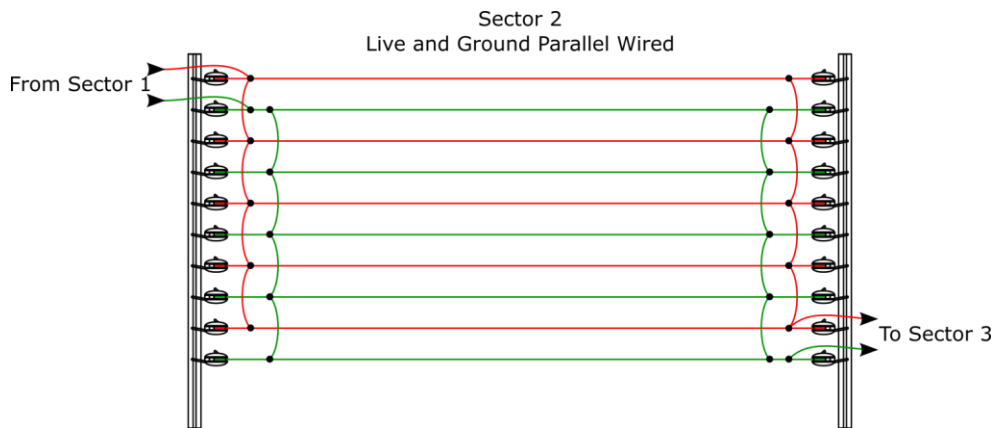 Sector 2
Live and Ground Parallel Wired
From Sector 1
To Sector 3